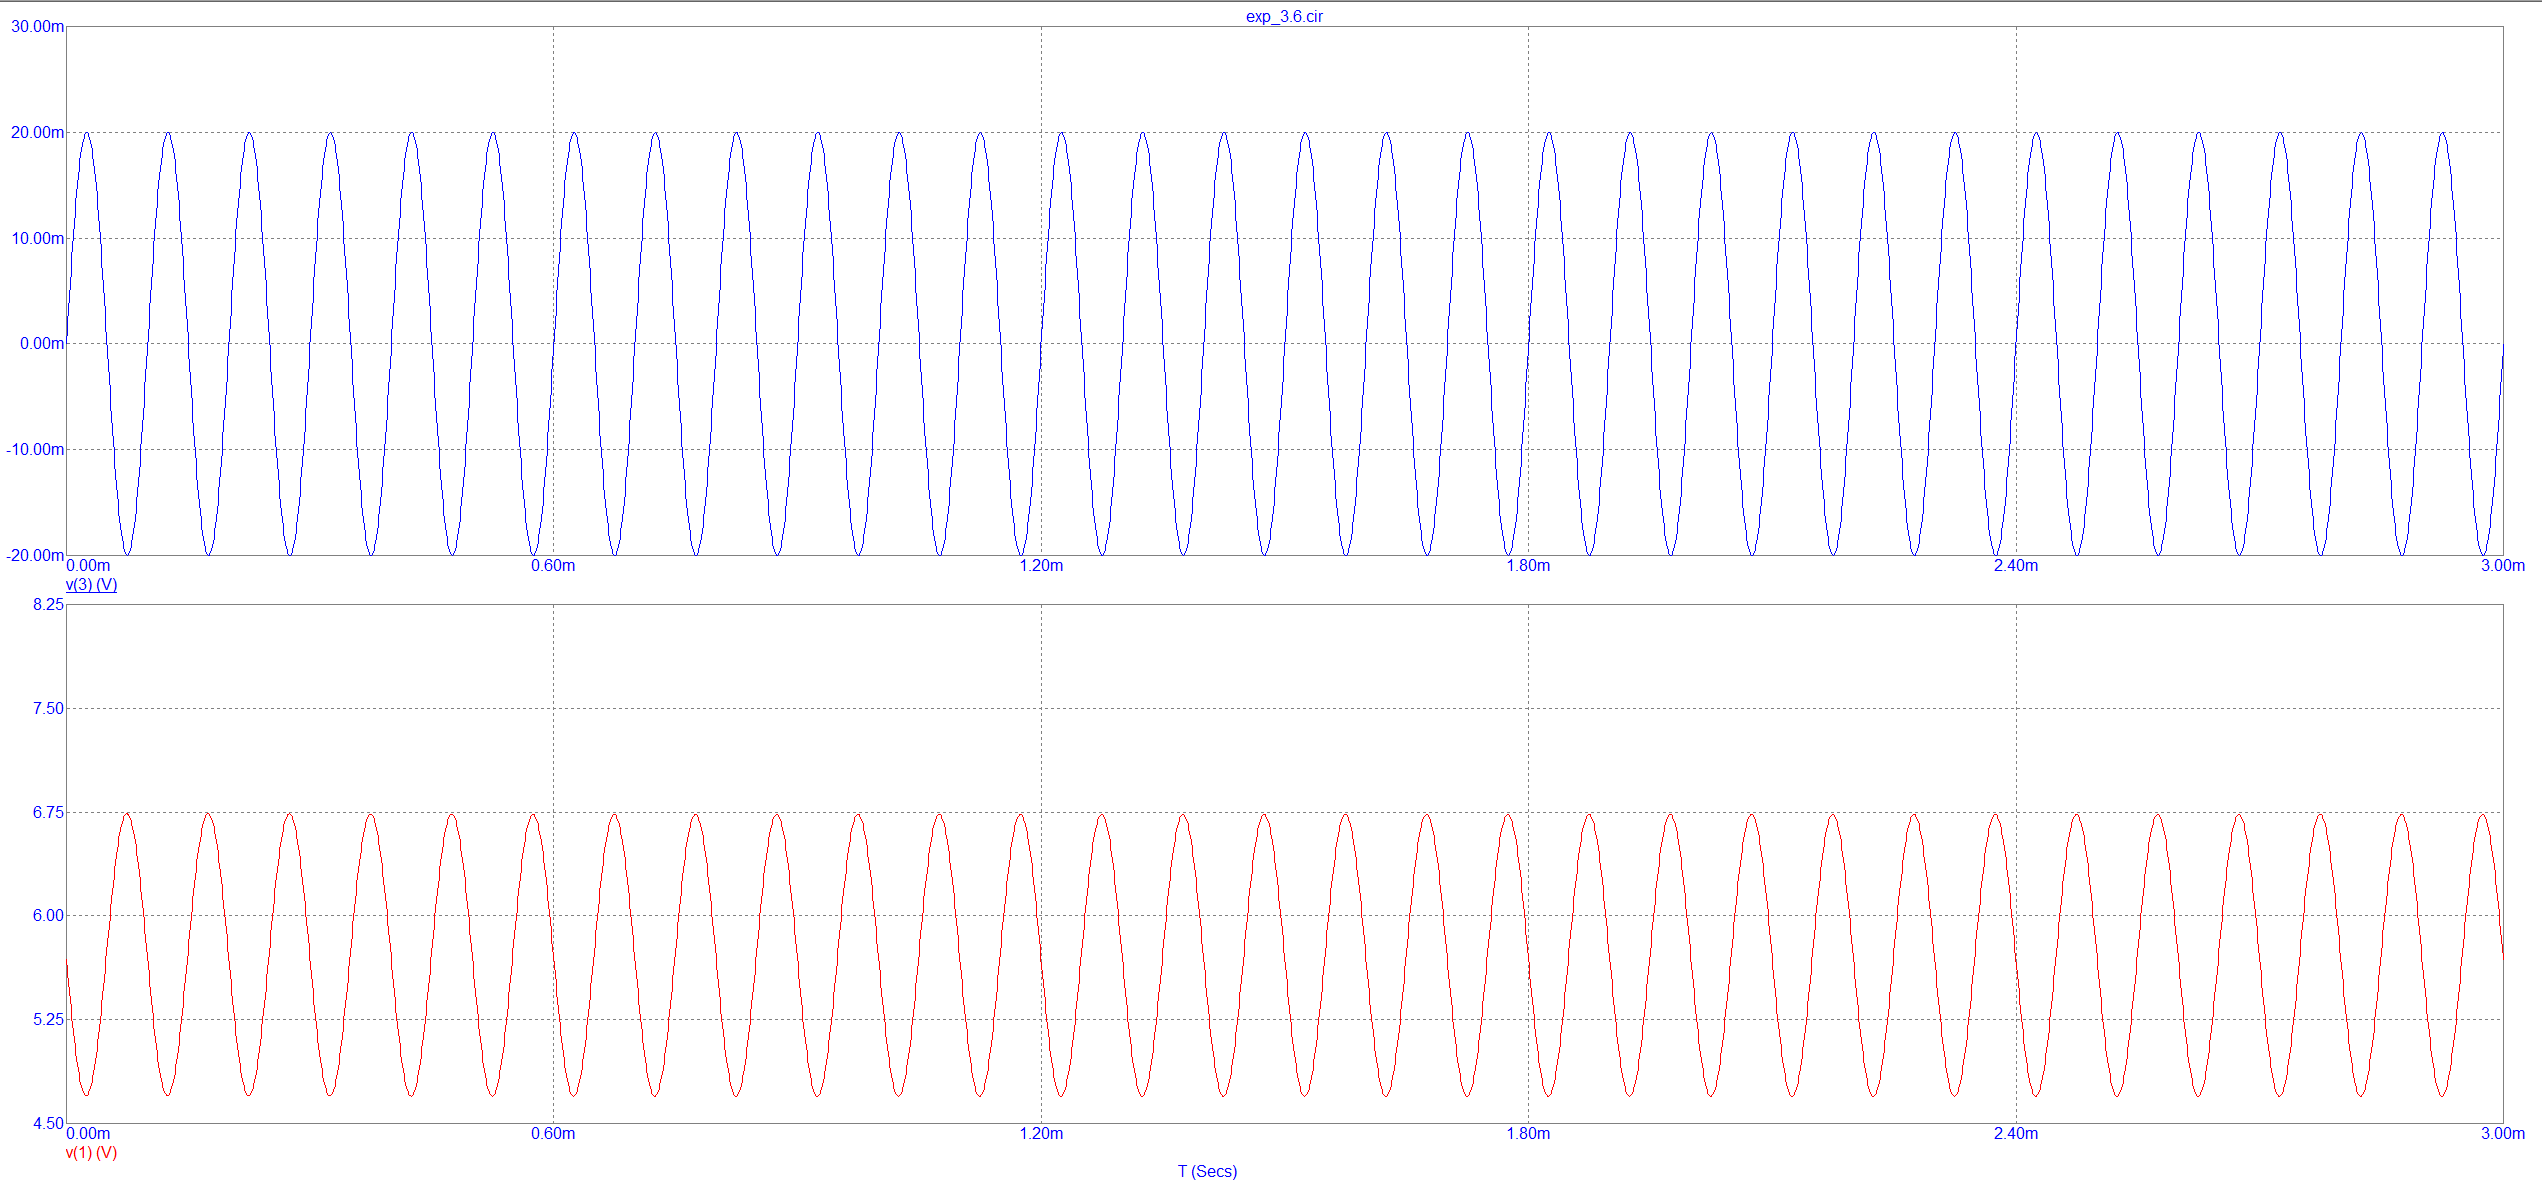 exp_3.6.cir
30.00m
20.00m
10.00m
0.00m
-10.00m
-20.00m
0.00m 0.60m 1.20m 1.80m 2.40m 3.00m
v(3) (V)
8.25
7.50
6.75
6.00
5.25
4.50
0.00m 0.60m 1.20m 1.80m 2.40m 3.00m
v(1) (V)
T (Secs)